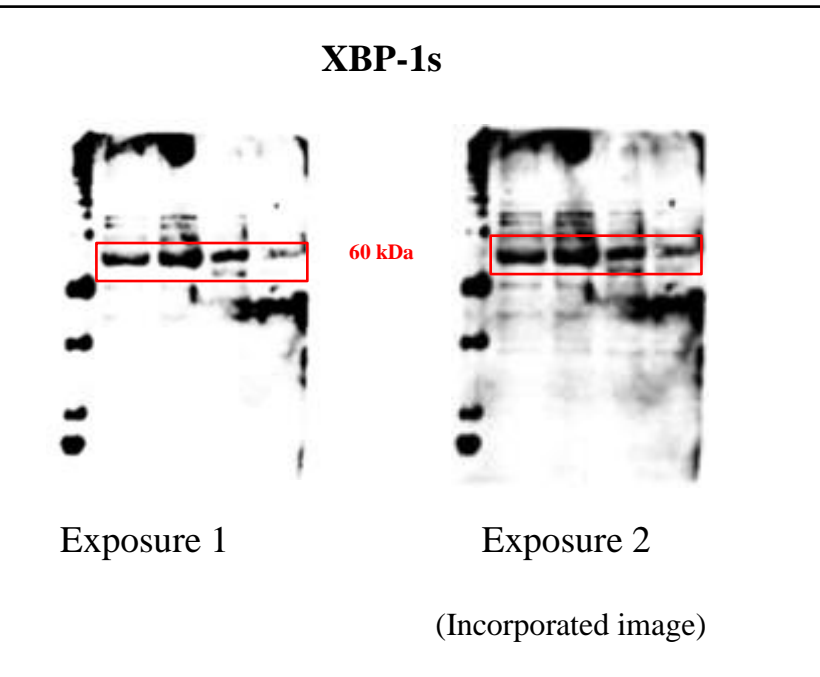 XBP-1s
60 kDa
Exposure 1
Exposure 2
(Incorporated image)